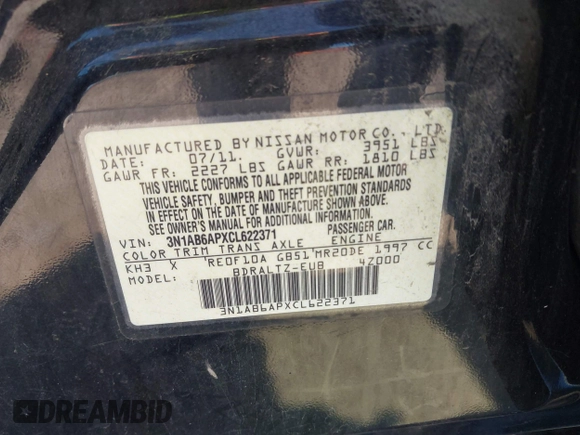 MANUFACTURED BY NISSAN MOTOR CO., LTD.
DATE: 07/11, GVWR: 3951 LBS
GAWR FR: 2227 LBS GAWR RR: 1810 LBS
THIS VEHICLE CONFORMS TO ALL APPLICABLE FEDERAL MOTOR
VEHICLE SAFETY, BUMPER AND THEFT PREVENTION STANDARDS
IN EFFECT ON THE DATE OF MANUFACTURE SHOWN ABOVE.
SEE OWNER'S MANUAL FOR ADDITIONAL INFORMATION.
VIN: 3N1AB6APXCL622371 PASSENGER CAR.
COLOR TRIM TRANS AXLE ENGINE
KH3 X RE0F10A GB51 MR20DE 1997 CC
MODEL: BDRALTZ-EUB 4Z000
3N1AB6APXCL622371
DREAMBID